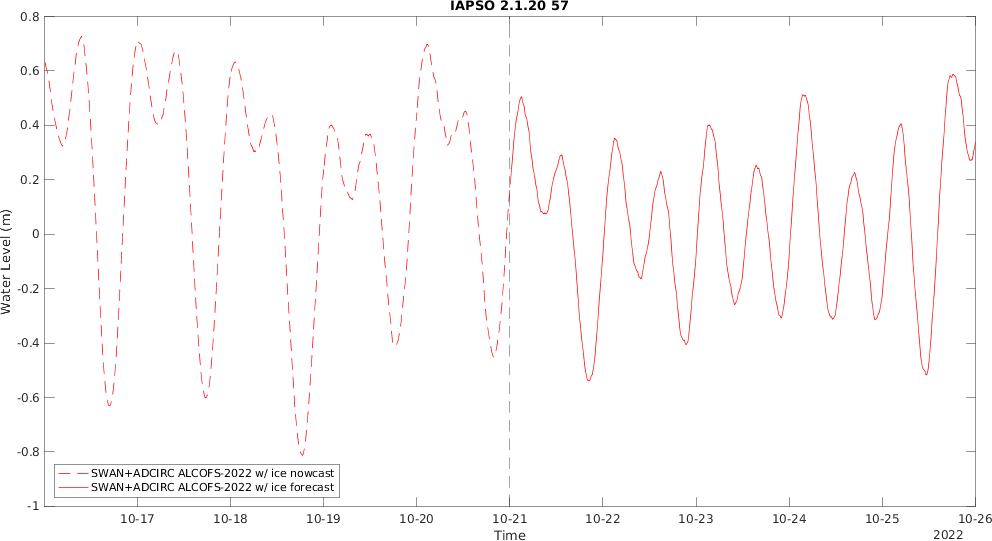 IAPSO 2.1.20 57
0.8
0.6
0.4
0.2
0
-0.2
-0.4
-0.6
-0.8
-1
Water Level (m)
SWAN+ADCIRC ALCOFS-2022 w/ ice nowcast
SWAN+ADCIRC ALCOFS-2022 w/ ice forecast
10-17 10-18 10-19 10-20 10-21 10-22 10-23 10-24 10-25 10-26
Time
2022